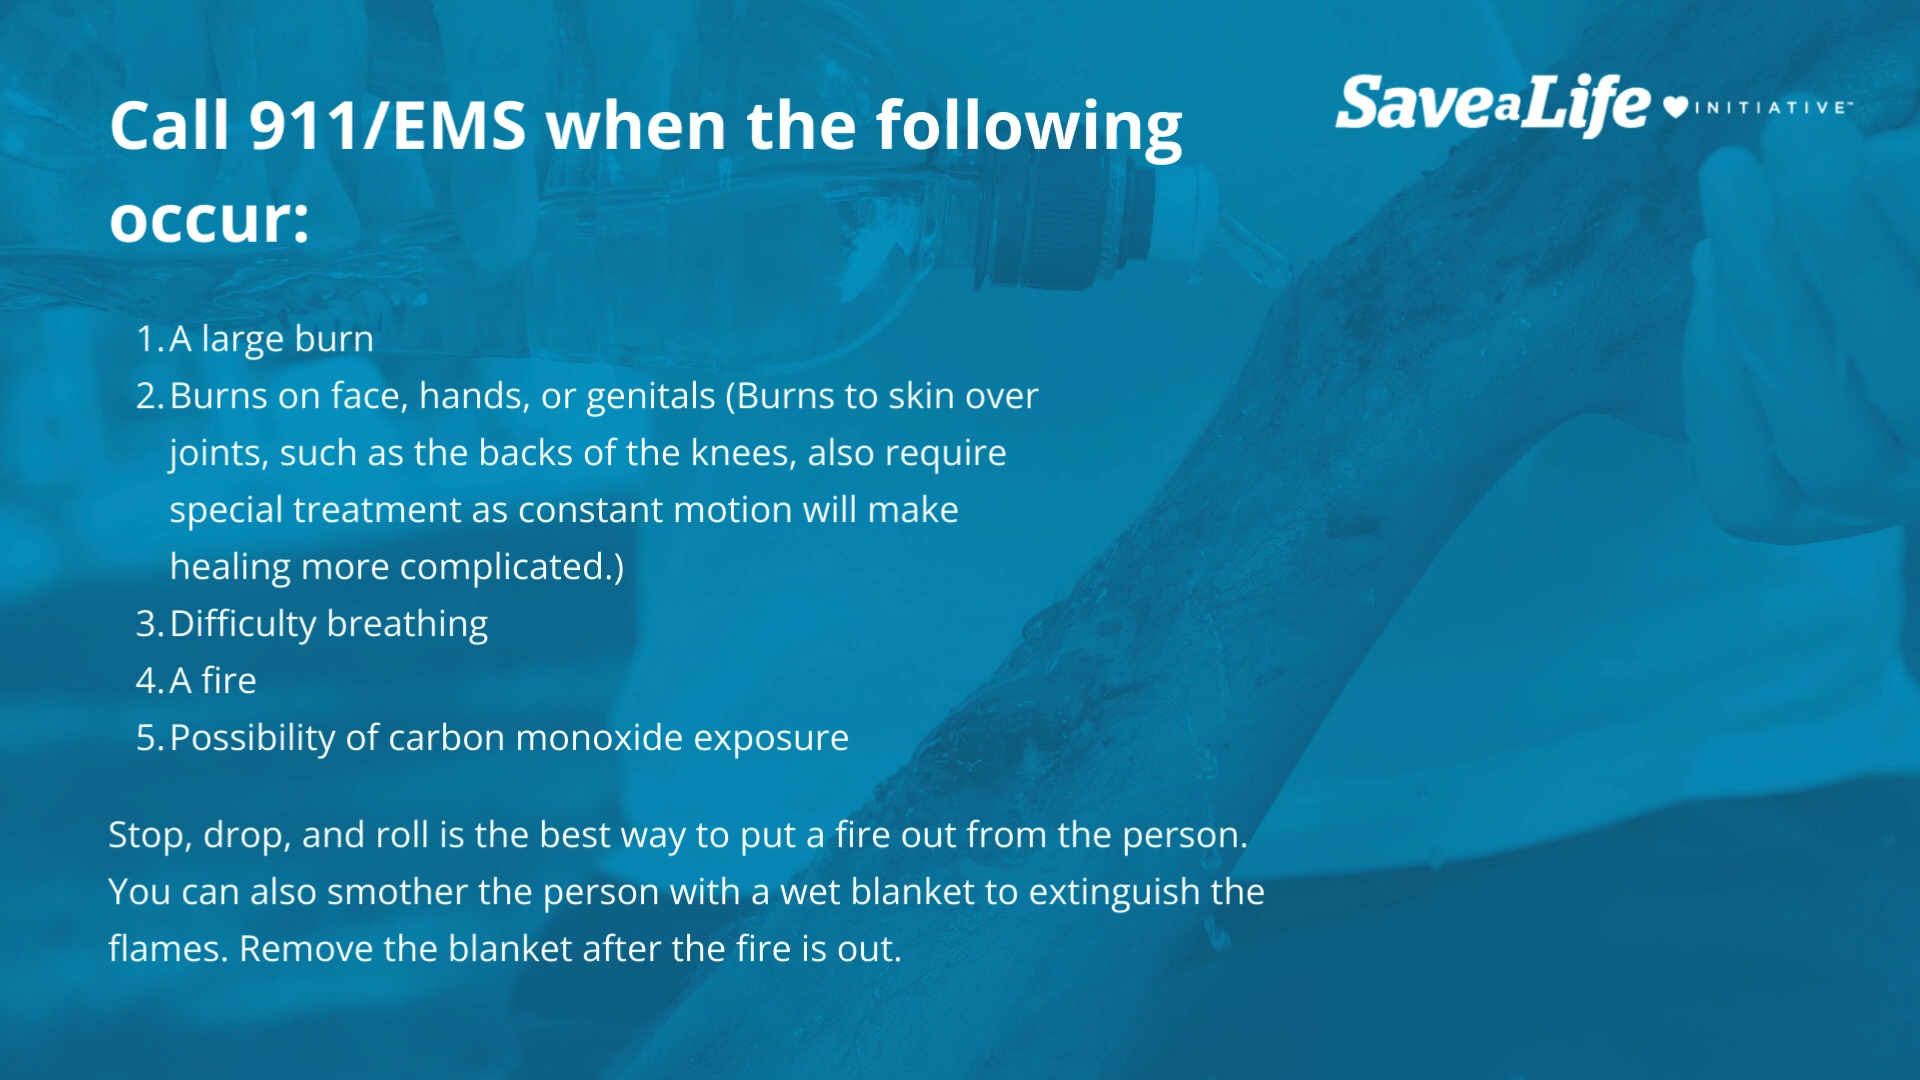 Call 911/EMS when the following
occur:
SaveaLife INITIATIVE™
1. A large burn
2. Burns on face, hands, or genitals (Burns to skin over
joints, such as the backs of the knees, also require
special treatment as constant motion will make
healing more complicated.)
3. Difficulty breathing
4. A fire
5. Possibility of carbon monoxide exposure
Stop, drop, and roll is the best way to put a fire out from the person.
You can also smother the person with a wet blanket to extinguish the
flames. Remove the blanket after the fire is out.